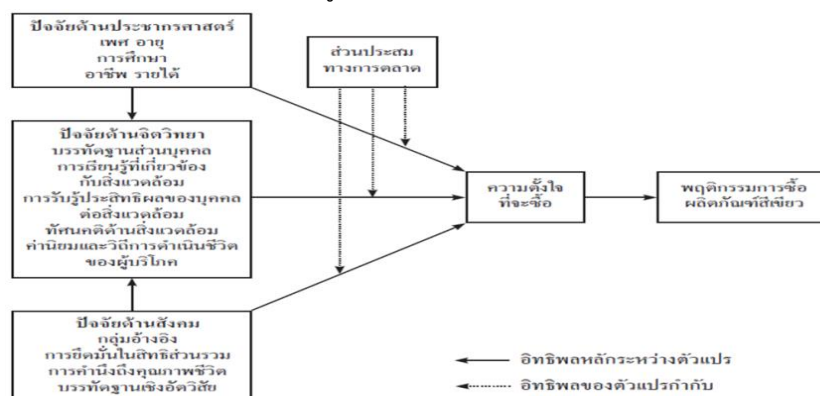 ปัจจัยด้านประชากรศาสตร์
เพศ อายุ
การศึกษา
อาชีพ รายได้
ส่วนประสม
ทางการตลาด
ปัจจัยด้านจิตวิทยา
บรรทัดฐานส่วนบุคคล
การเรียนรู้ที่เกี่ยวข้อง
กับสิ่งแวดล้อม
การรับรู้ประสิทธิผลของบุคคล
ต่อสิ่งแวดล้อม
ทัศนคติด้านสิ่งแวดล้อม
ค่านิยมและวิถีการดำเนินชีวิต
ของผู้บริโภค
ความตั้งใจ
ที่จะซื้อ
พฤติกรรมการซื้อ
ผลิตภัณฑ์สีเขียว
ปัจจัยด้านสังคม
กลุ่มอ้างอิง
การยึดมั่นในสิทธิส่วนรวม
การคำนึงถึงคุณภาพชีวิต
บรรทัดฐานเชิงอัตวิสัย
อิทธิพลหลักระหว่างตัวแปร
อิทธิพลของตัวแปรกำกับ